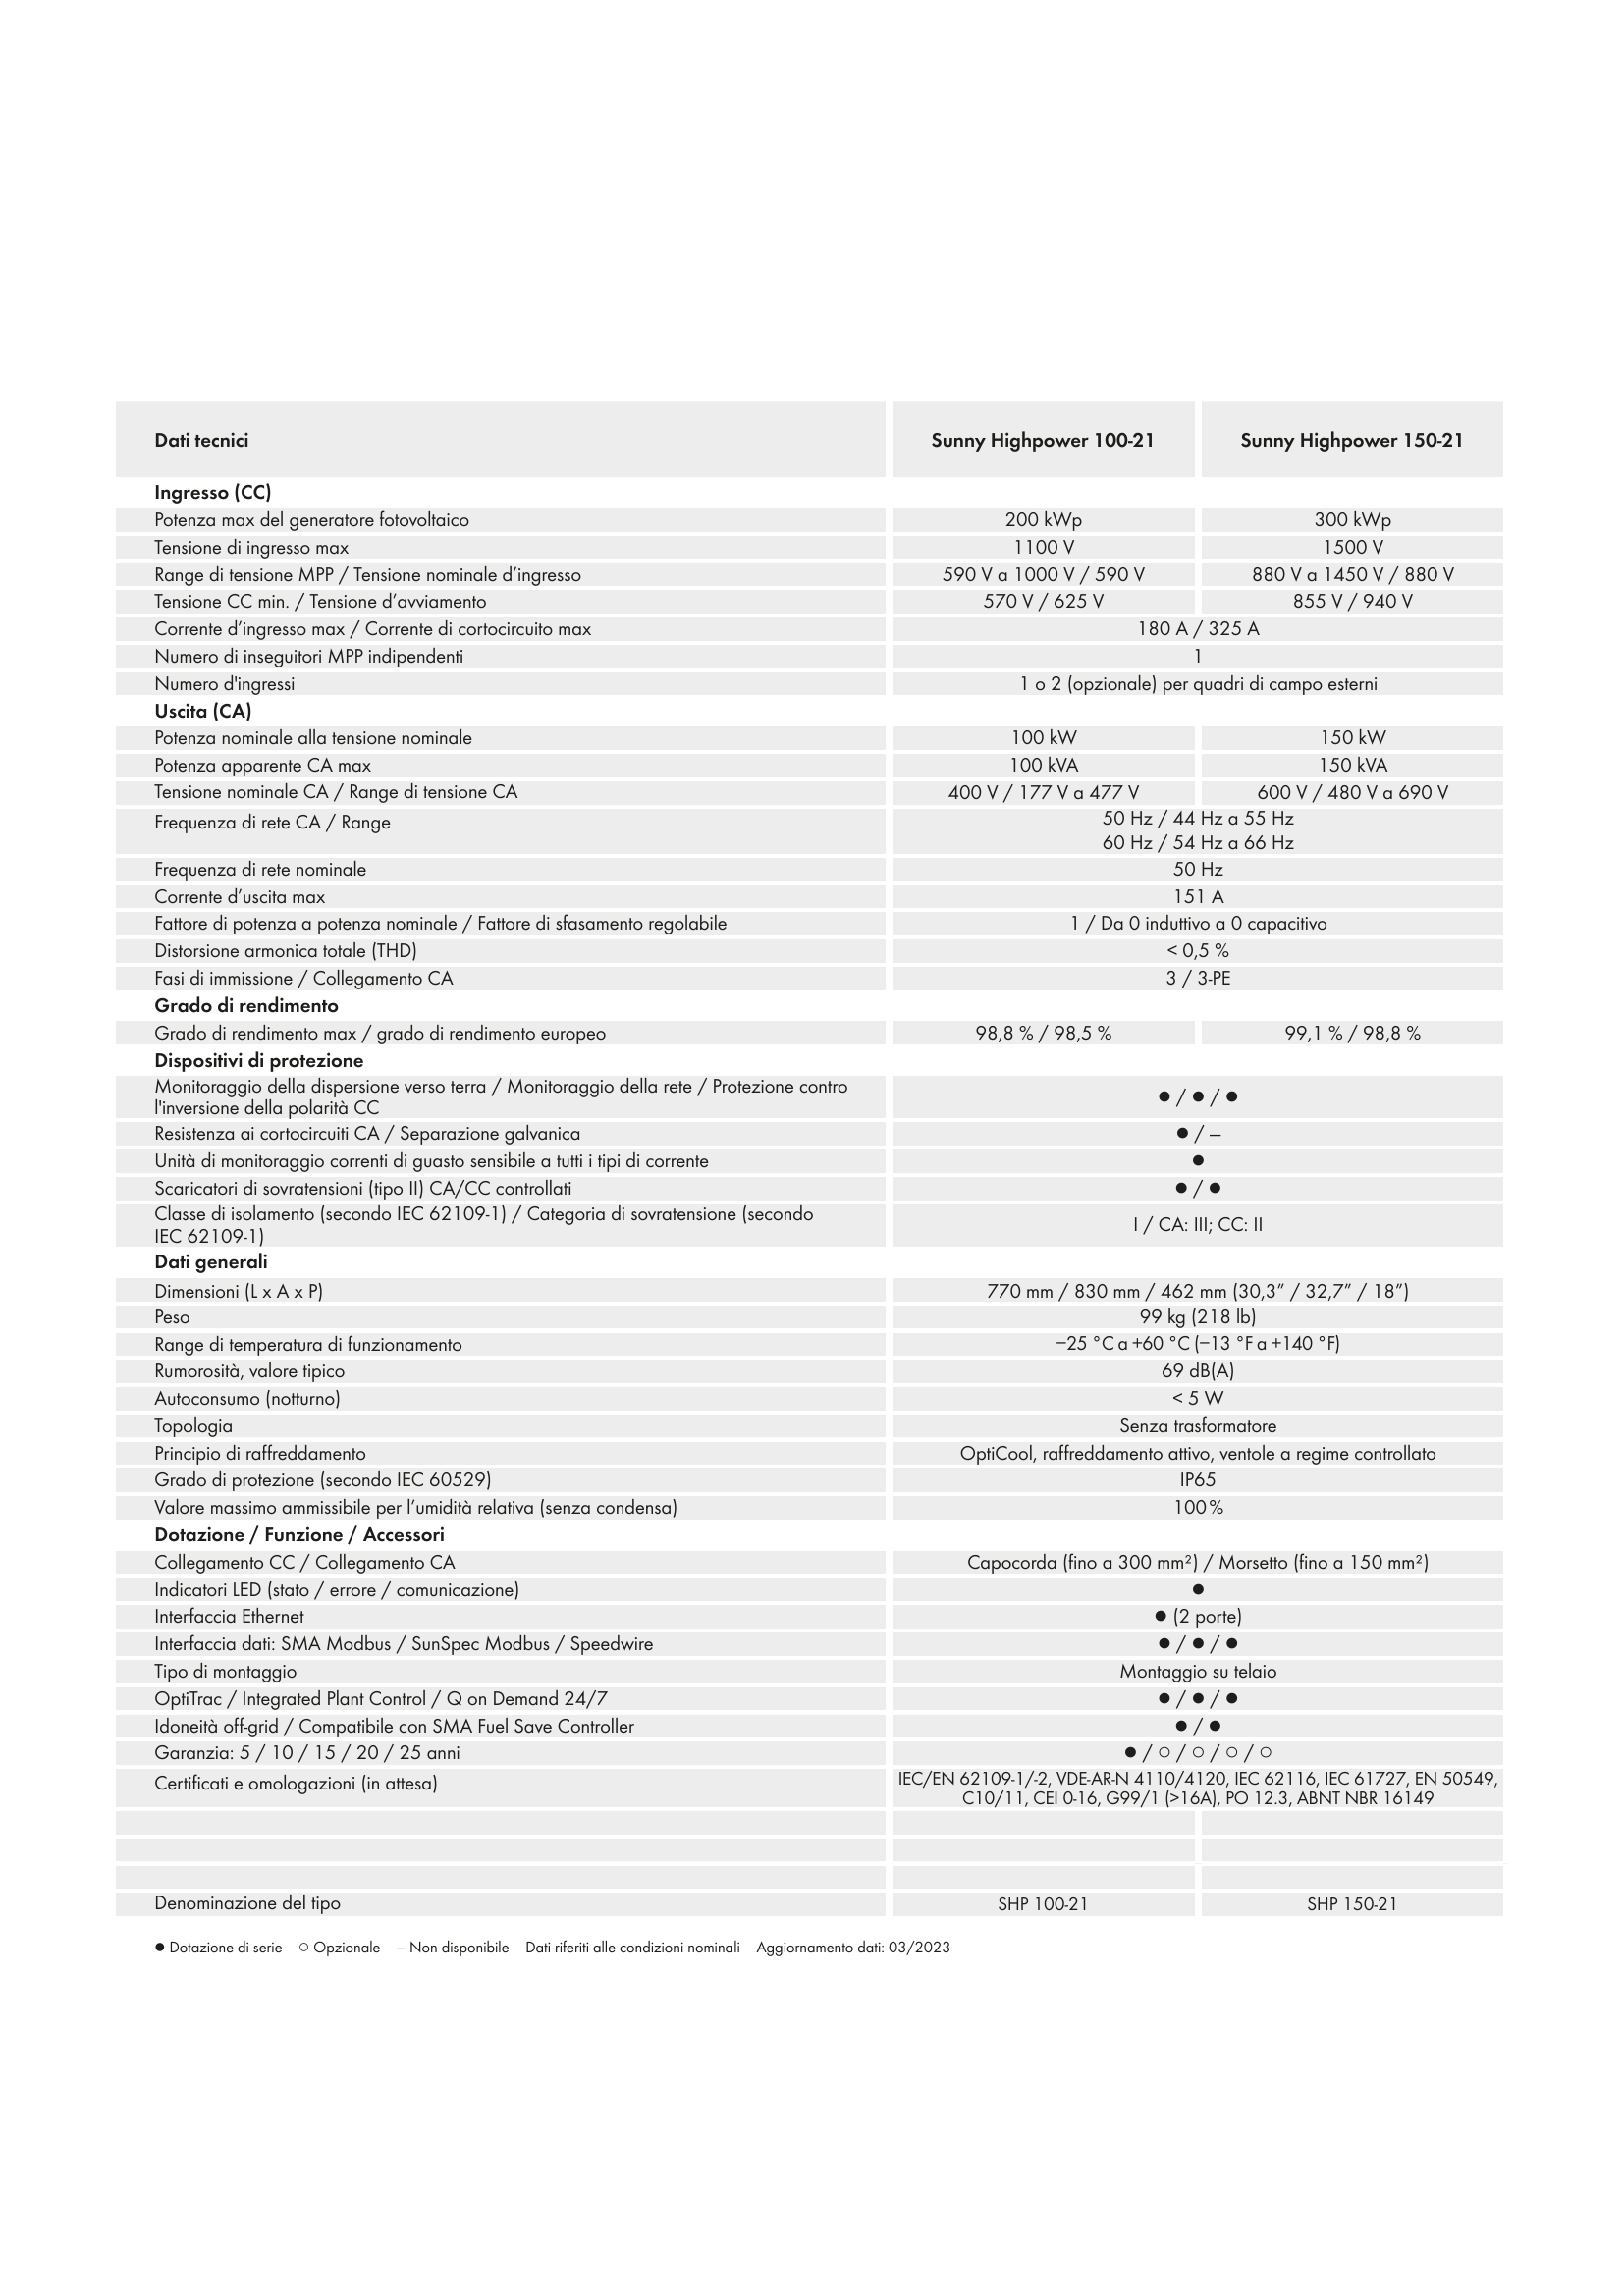 Dati tecnici Sunny Highpower 100-21 Sunny Highpower 150-21
Ingresso (CC)
Potenza max del generatore fotovoltaico 200 kWp 300 kWp
Tensione di ingresso max 1100 V 1500 V
Range di tensione MPP / Tensione nominale d’ingresso 590 V a 1000 V / 590 V 880 V a 1450 V / 880 V
Tensione CC min. / Tensione d’avviamento 570 V / 625 V 855 V / 940 V
Corrente d’ingresso max / Corrente di cortocircuito max 180 A / 325 A
Numero di inseguitori MPP indipendenti 1
Numero d'ingressi 1 o 2 (opzionale) per quadri di campo esterni
Uscita (CA)
Potenza nominale alla tensione nominale 100 kW 150 kW
Potenza apparente CA max 100 kVA 150 kVA
Tensione nominale CA / Range di tensione CA 400 V / 177 V a 477 V 600 V / 480 V a 690 V
Frequenza di rete CA / Range 50 Hz / 44 Hz a 55 Hz
60 Hz / 54 Hz a 66 Hz
Frequenza di rete nominale 50 Hz
Corrente d’uscita max 151 A
Fattore di potenza a potenza nominale / Fattore di sfasamento regolabile 1 / Da 0 induttivo a 0 capacitivo
Distorsione armonica totale (THD) < 0,5 %
Fasi di immissione / Collegamento CA 3 / 3-PE
Grado di rendimento
Grado di rendimento max / grado di rendimento europeo 98,8 % / 98,5 % 99,1 % / 98,8 %
Dispositivi di protezione
Monitoraggio della dispersione verso terra / Monitoraggio della rete / Protezione contro
l'inversione della polarità CC ● / ● / ●
Resistenza ai cortocircuiti CA / Separazione galvanica ● / –
Unità di monitoraggio correnti di guasto sensibile a tutti i tipi di corrente ●
Scaricatori di sovratensioni (tipo II) CA/CC controllati ● / ●
Classe di isolamento (secondo IEC 62109-1) / Categoria di sovratensione (secondo
IEC 62109-1) I / CA: III; CC: II
Dati generali
Dimensioni (L x A x P) 770 mm / 830 mm / 462 mm (30,3” / 32,7” / 18”)
Peso 99 kg (218 lb)
Range di temperatura di funzionamento −25 °C a +60 °C (−13 °F a +140 °F)
Rumorosità, valore tipico 69 dB(A)
Autoconsumo (notturno) < 5 W
Topologia Senza trasformatore
Principio di raffreddamento OptiCool, raffreddamento attivo, ventole a regime controllato
Grado di protezione (secondo IEC 60529) IP65
Valore massimo ammissibile per l’umidità relativa (senza condensa) 100%
Dotazione / Funzione / Accessori
Collegamento CC / Collegamento CA Capocorda (fino a 300 mm²) / Morsetto (fino a 150 mm²)
Indicatori LED (stato / errore / comunicazione) ●
Interfaccia Ethernet ● (2 porte)
Interfaccia dati: SMA Modbus / SunSpec Modbus / Speedwire ● / ● / ●
Tipo di montaggio Montaggio su telaio
OptiTrac / Integrated Plant Control / Q on Demand 24/7 ● / ● / ●
Idoneità off-grid / Compatibile con SMA Fuel Save Controller ● / ●
Garanzia: 5 / 10 / 15 / 20 / 25 anni ● / ○ / ○ / ○ / ○
Certificati e omologazioni (in attesa) IEC/EN 62109-1/-2, VDE-AR-N 4110/4120, IEC 62116, IEC 61727, EN 50549,
C10/11, CEI 0-16, G99/1 (>16A), PO 12.3, ABNT NBR 16149
Denominazione del tipo SHP 100-21 SHP 150-21
● Dotazione di serie ○ Opzionale – Non disponibile Dati riferiti alle condizioni nominali Aggiornamento dati: 03/2023